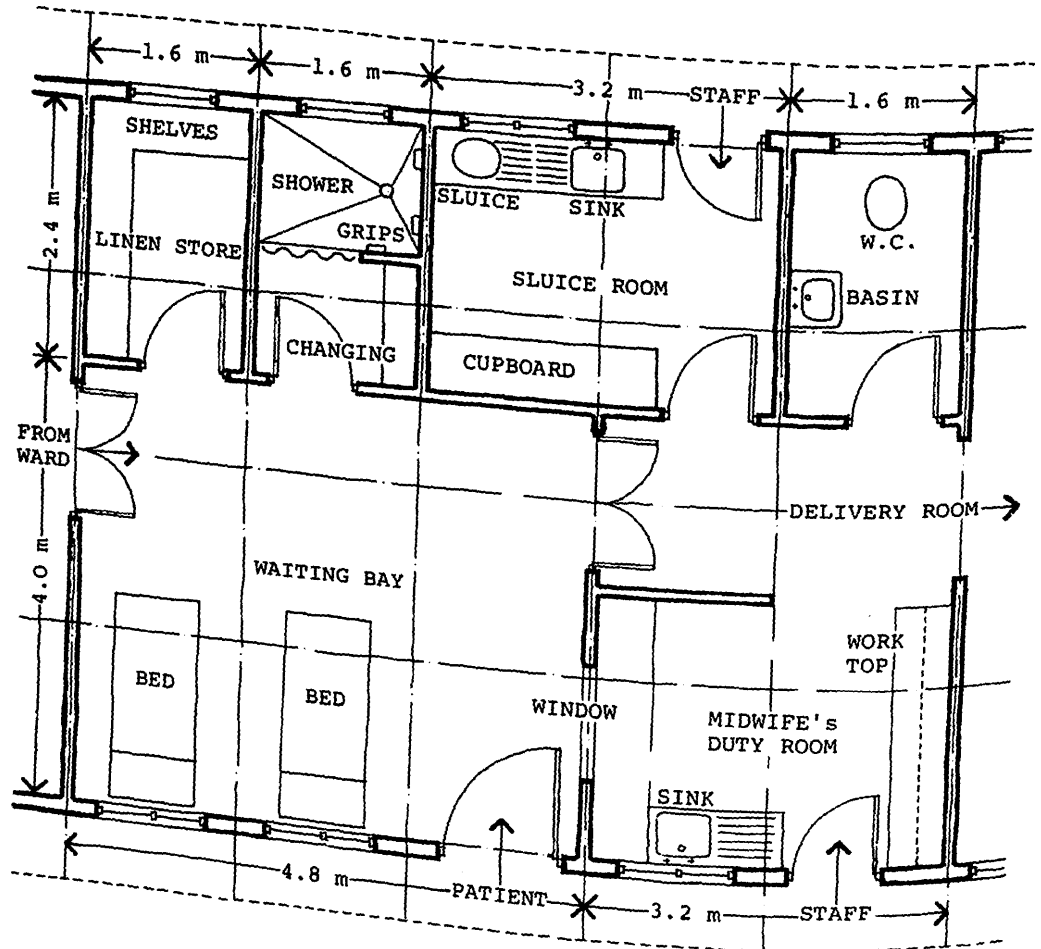 1.6 m
1.6 m
3.2 m
STAFF
1.6 m
SHELVES
SHOWER
GRIPS
SLUICE
SINK
W.C.
2.4 m
LINEN STORE
SLUICE ROOM
BASIN
CHANGING
CUPBOARD
FROM
WARD
DELIVERY ROOM
4.0 m
WAITING BAY
BED
BED
WINDOW
WORK
TOP
MIDWIFE's
DUTY ROOM
SINK
4.8 m
PATIENT
3.2 m
STAFF